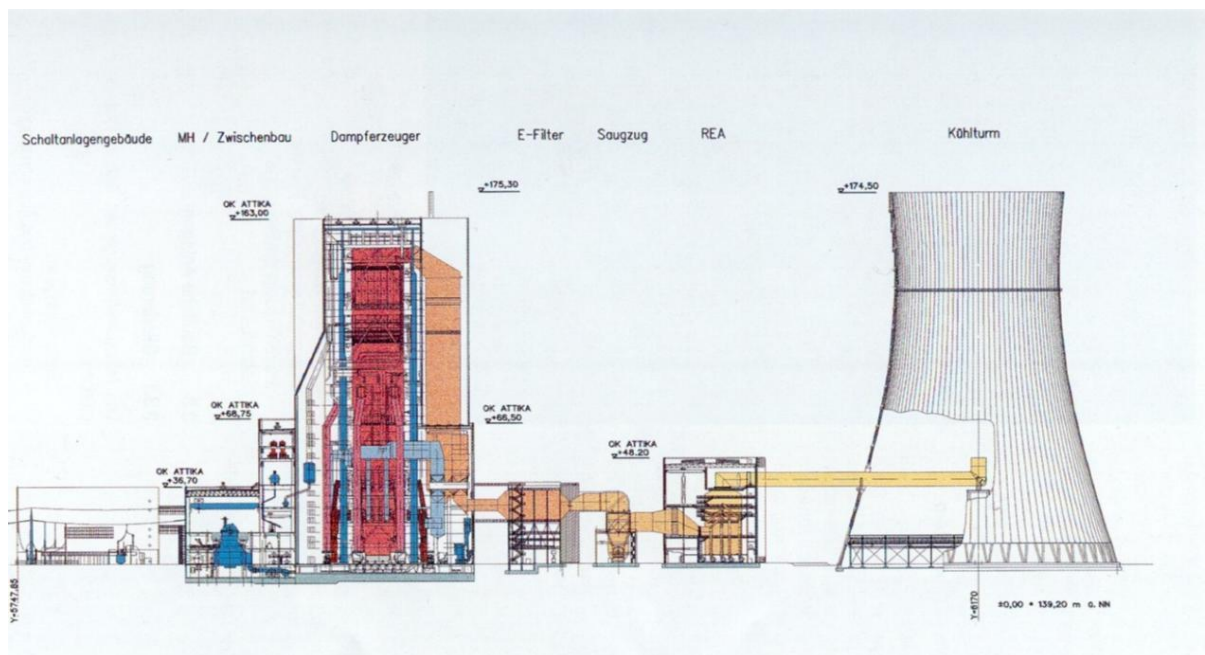 Schaltanlagengebäude MH / Zwischenbau Dampferzeuger E-Filter Saugzug REA Kühlturm
+175,30
+174,50
OK ATTIKA
+163,00
OK ATTIKA
+68,75
OK ATTIKA
+66,50
OK ATTIKA
+48.20
OK ATTIKA
+36,70
Y-5747,85
Y-6170
±0,00 = 139,20 m ü. NN